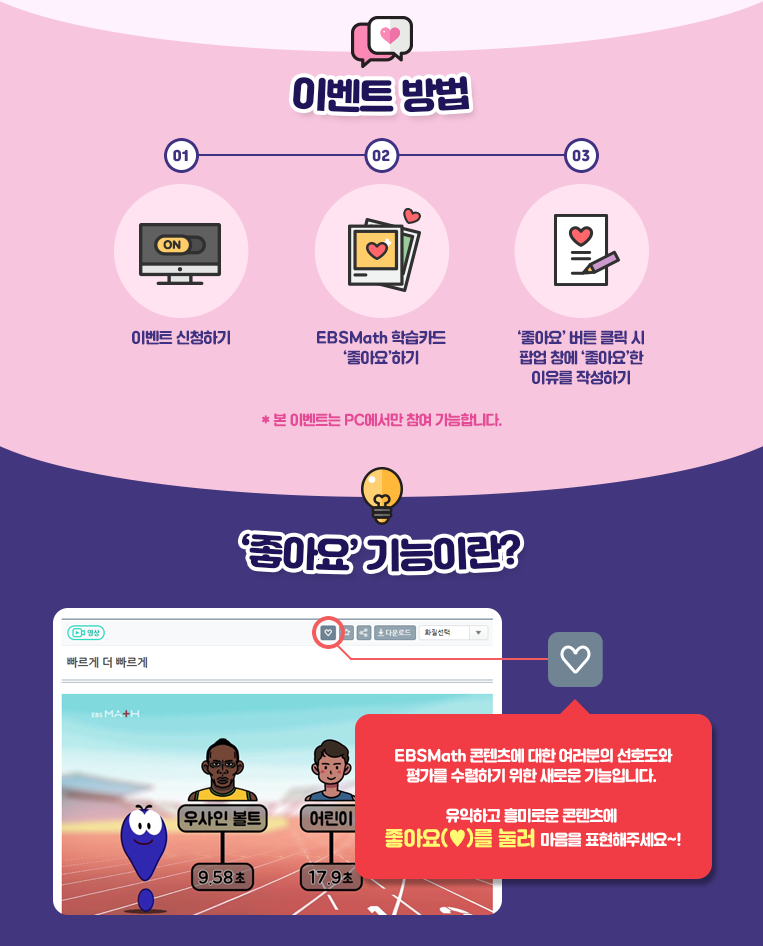 이벤트 방법
01
02
03
ON
이벤트 신청하기
EBSMath 학습카드
‘좋아요’하기
‘좋아요’ 버튼 클릭 시
팝업 창에 ‘좋아요’한
이유를 작성하기
* 본 이벤트는 PC에서만 참여 가능합니다.
‘좋아요’ 기능이란?
영상
다운로드
화질선택
빠르게 더 빠르게
EBS MATH
우사인 볼트
어린이
9.58초
17.9초
EBSMath 콘텐츠에 대한 여러분의 선호도와
평가를 수렴하기 위한 새로운 기능입니다.
유익하고 흥미로운 콘텐츠에
좋아요(♥)를 눌러 마음을 표현해주세요~!